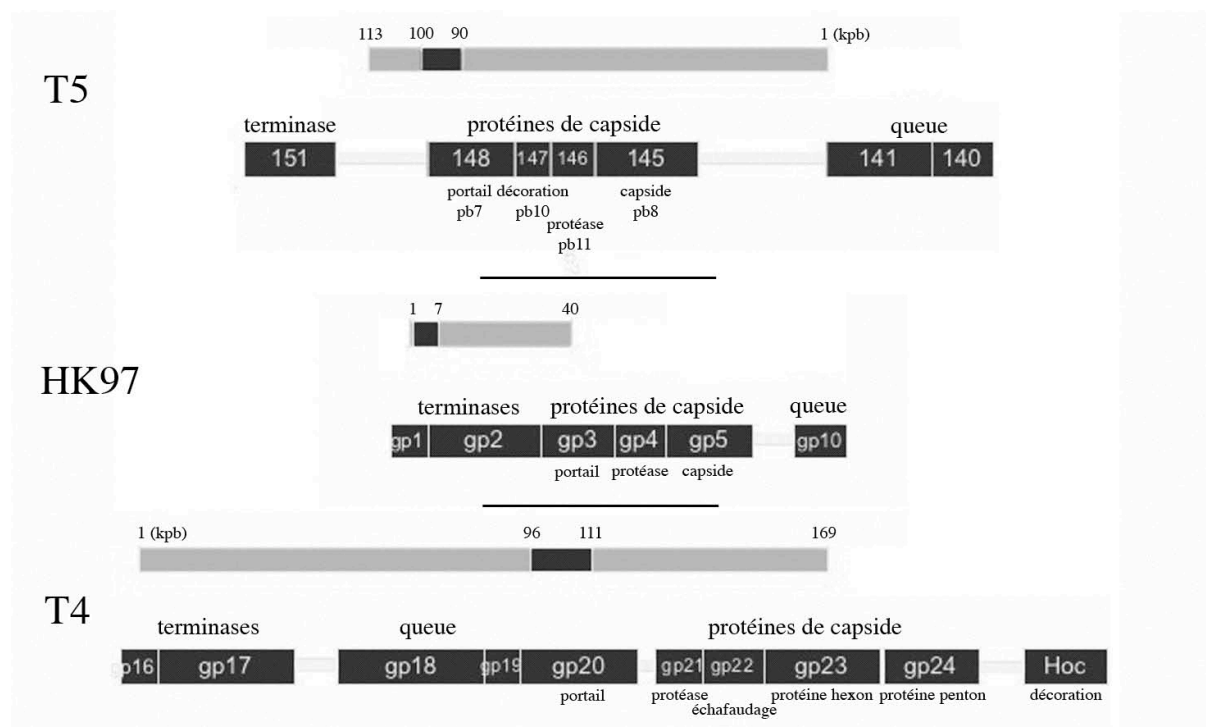 113 100 90 1 (kpb)
T5
terminase protéines de capside queue
151 148 147 146 145 141 140
portail décoration capside
pb7 pb10 pb8
protéase
pb11
1 7 40
HK97
terminases protéines de capside queue
gp1 gp2 gp3 gp4 gp5 gp10
portail protéase capside
1 (kpb) 96 111 169
T4
terminases queue protéines de capside
gp16 gp17 gp18 gp19 gp20 gp21 gp22 gp23 gp24 Hoc
portail protéase protéine hexon protéine penton décoration
échafaudage